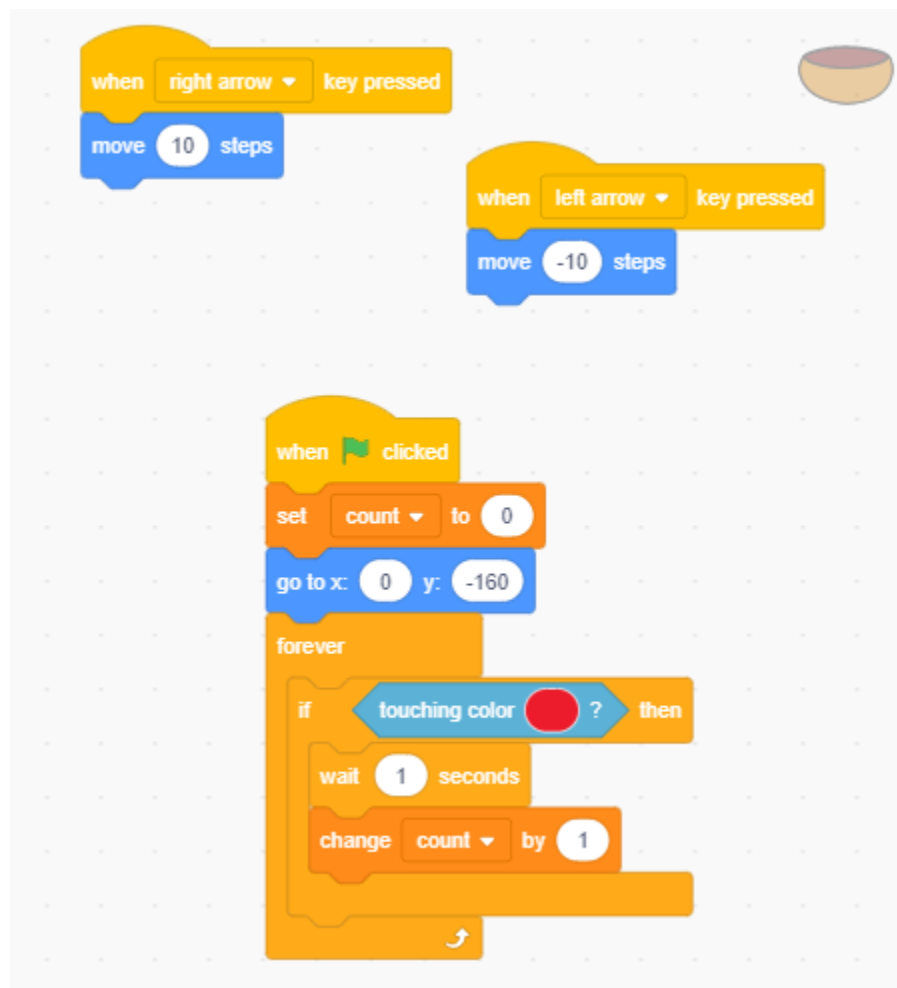 when right arrow key pressed
move 10 steps
when left arrow key pressed
move -10 steps
when clicked
set count to 0
go to x: 0 y: -160
forever
if touching color ? then
wait 1 seconds
change count by 1